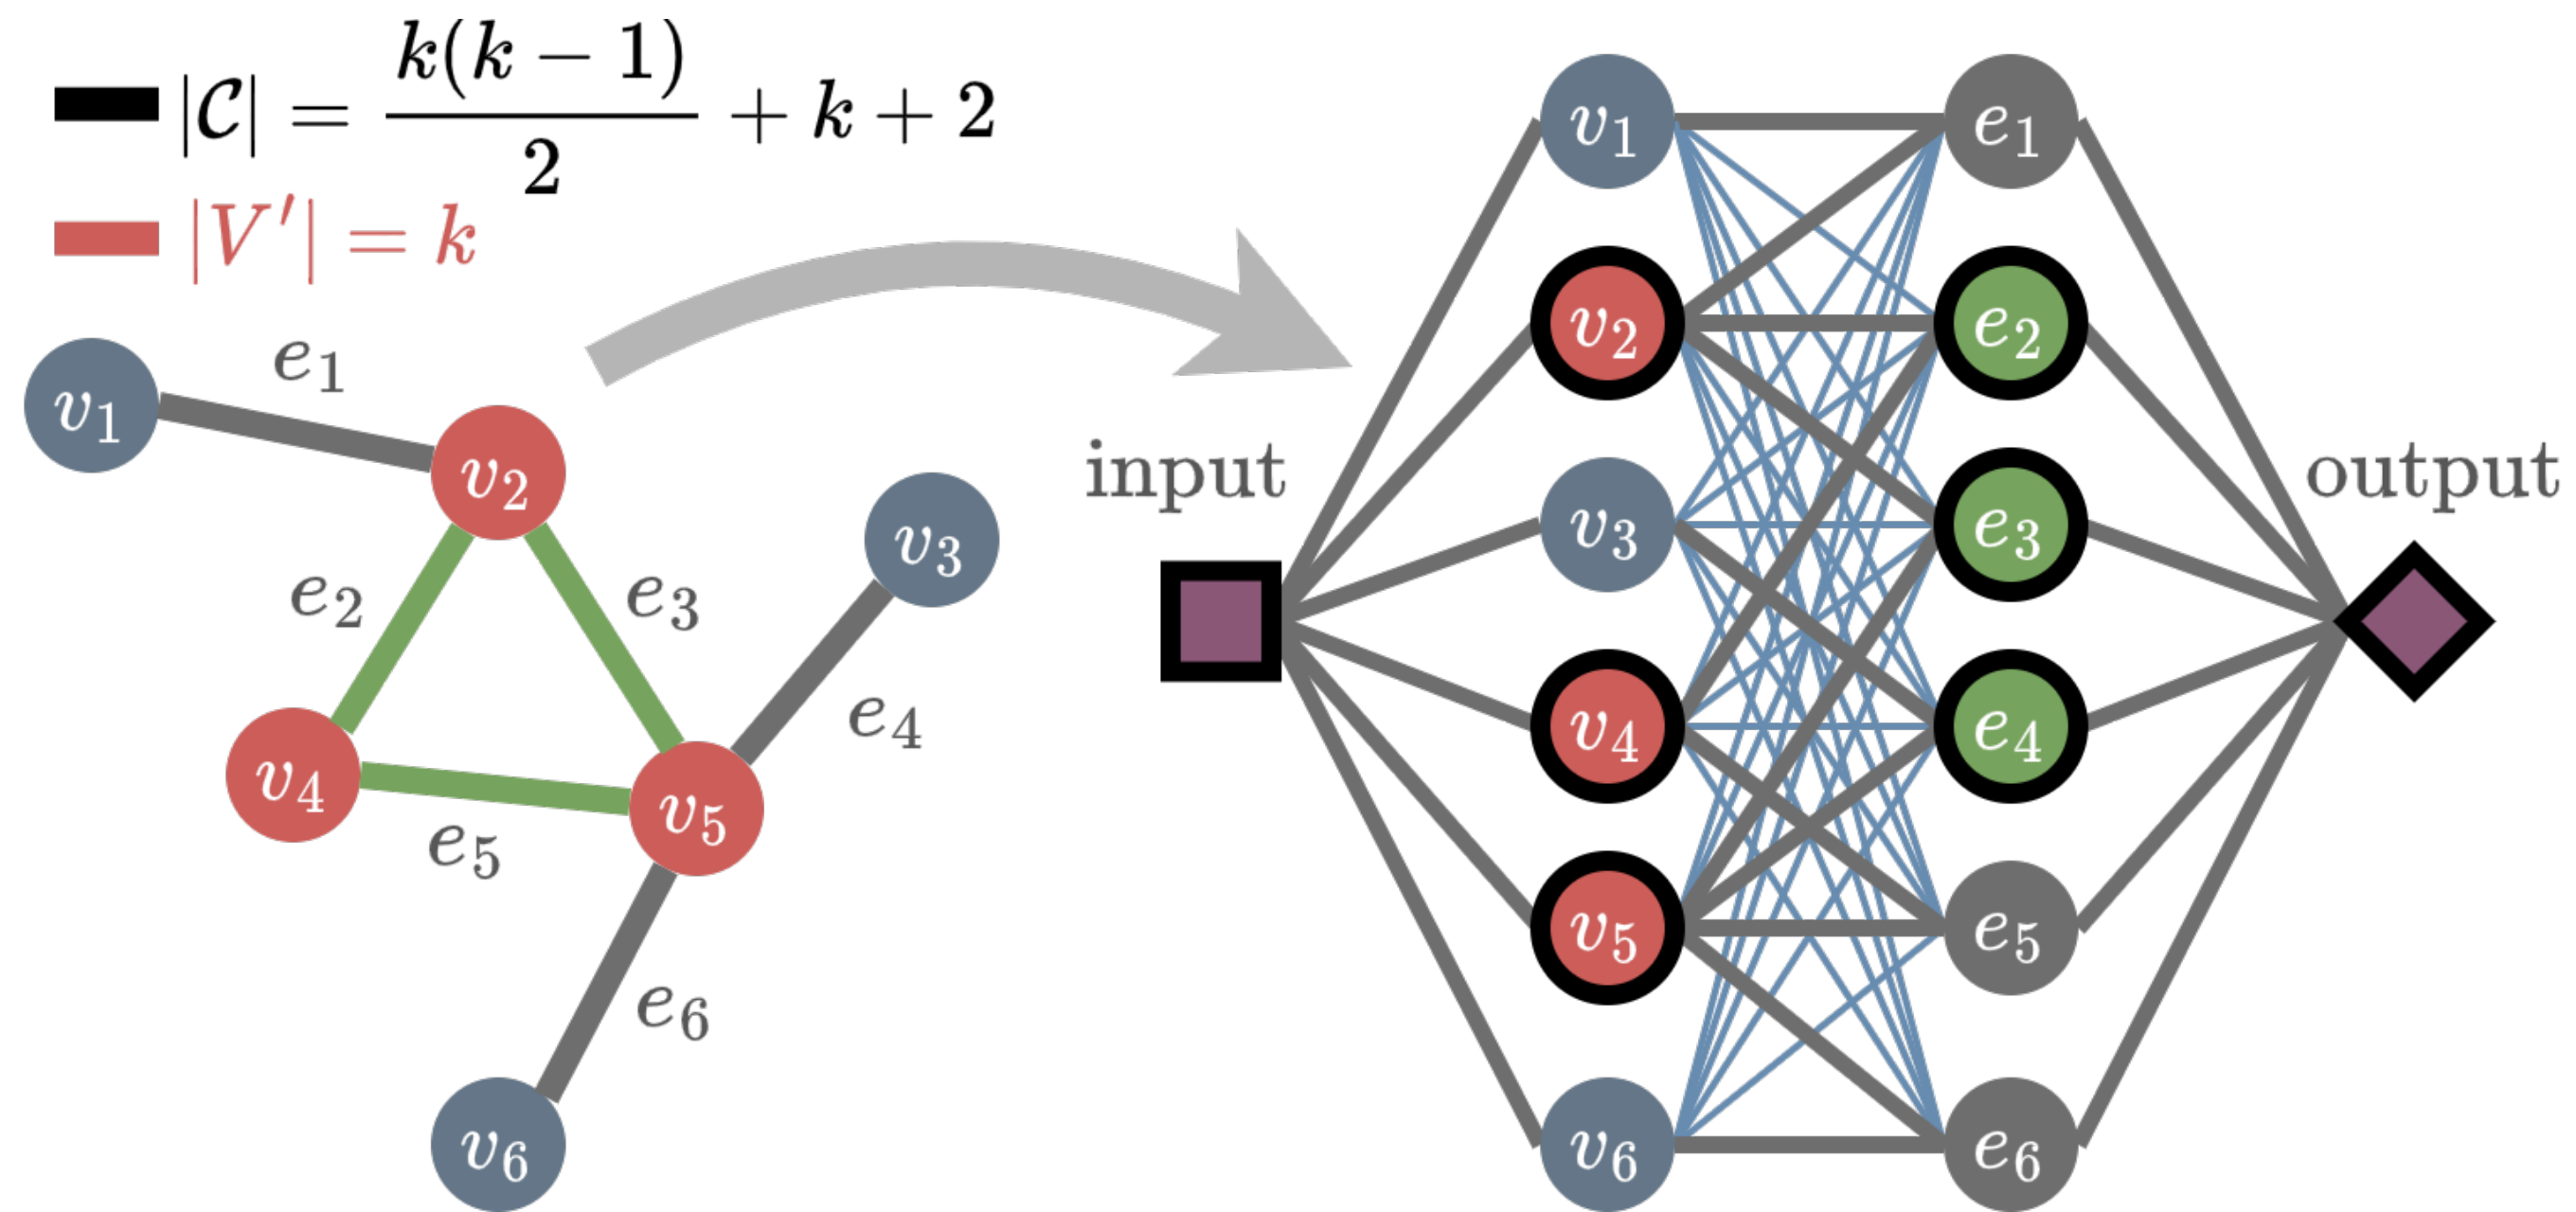 |𝒞| = k(k − 1)/2 + k + 2
|V′| = k
e₁
v₁
v₂
v₃
e₂
e₃
e₄
v₄
v₅
e₅
e₆
v₆
input
output
v₁ e₁
v₂ e₂
v₃ e₃
v₄ e₄
v₅ e₅
v₆ e₆